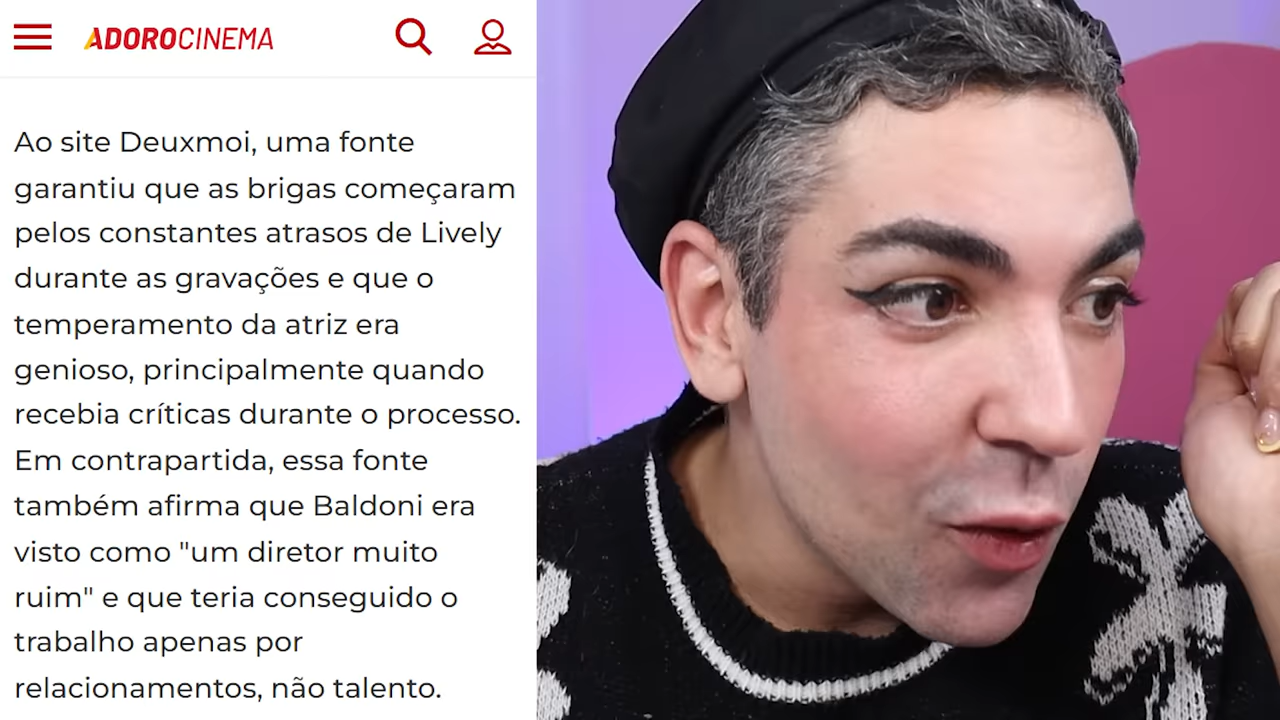 ADOROCINEMA
Ao site Deuxmoi, uma fonte
garantiu que as brigas começaram
pelos constantes atrasos de Lively
durante as gravações e que o
temperamento da atriz era
genioso, principalmente quando
recebia críticas durante o processo.
Em contrapartida, essa fonte
também afirma que Baldoni era
visto como "um diretor muito
ruim" e que teria conseguido o
trabalho apenas por
relacionamentos, não talento.